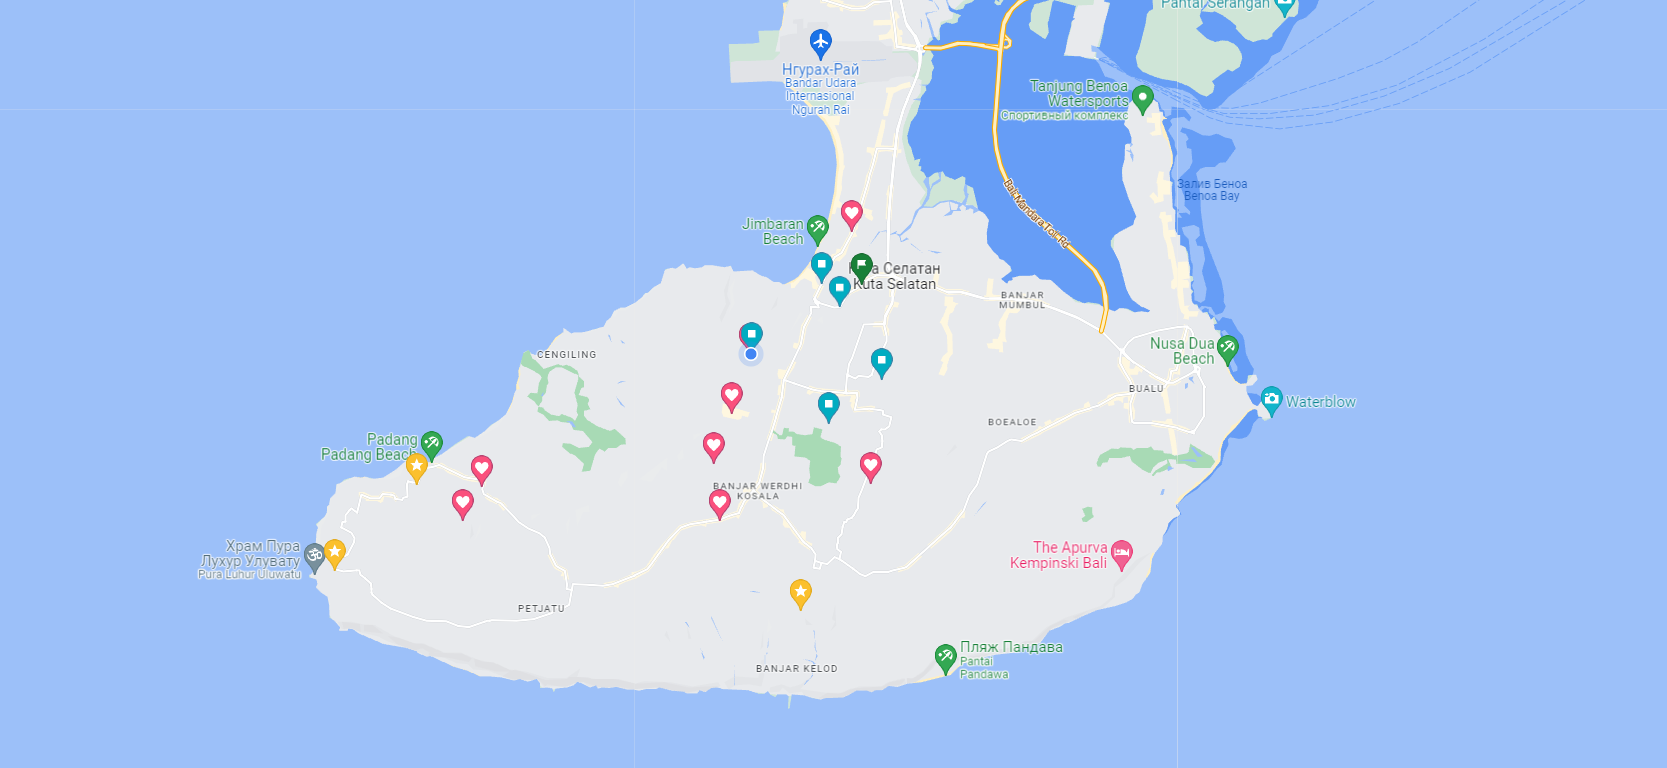 Pantai Serangan
Нгурах-Рай
Bandar Udara
Internasional
Ngurah Rai
Tanjung Benoa
Watersports
Спортивный комплекс
Залив Беноа
Benoa Bay
Bali Mandara Toll Rd
Jimbaran
Beach
Селатан
Kuta Selatan
BANJAR
MUMBUL
CENGILING
Nusa Dua
Beach
BUALU
Waterblow
BOEALOE
Padang
Padang Beach
BANJAR WERDHI
KOSALA
Храм Пура
Лухур Улувату
Pura Luhur Uluwatu
The Apurva
Kempinski Bali
PETJATU
Пляж Пандава
Pantai
Pandawa
BANJAR KELOD